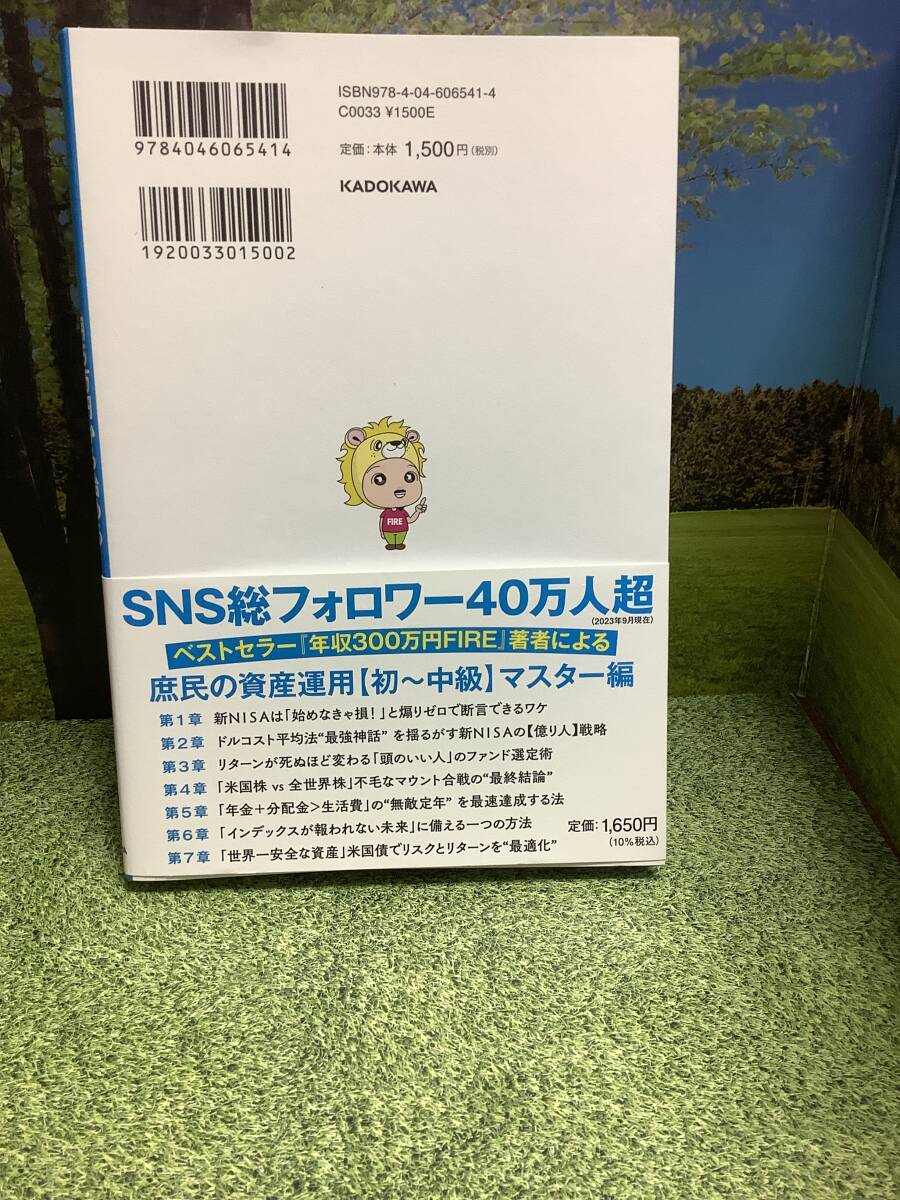 ISBN978-4-04-606541-4
C0033 ¥1500E
9784046065414
定価:本体 1,500円(税別)
KADOKAWA
1920033015002
FIRE
SNS総フォロワー40万人超
(2023年9月現在)
ベストセラー『年収300万円FIRE』著者による
庶民の資産運用【初〜中級】マスター編
第1章 新NISAは「始めなきゃ損!」と煽りゼロで断言できるワケ
第2章 ドルコスト平均法“最強神話” を揺るがす新NISAの【億り人】戦略
第3章 リターンが死ぬほど変わる「頭のいい人」のファンド選定術
第4章 「米国株 vs 全世界株」不毛なマウント合戦の“最終結論”
第5章 「年金+分配金>生活費」の“無敵定年” を最速達成する法
第6章 「インデックスが報われない未来」に備える一つの方法
第7章 「世界一安全な資産」米国債でリスクとリターンを“最適化”
定価:1,650円
(10%税込)